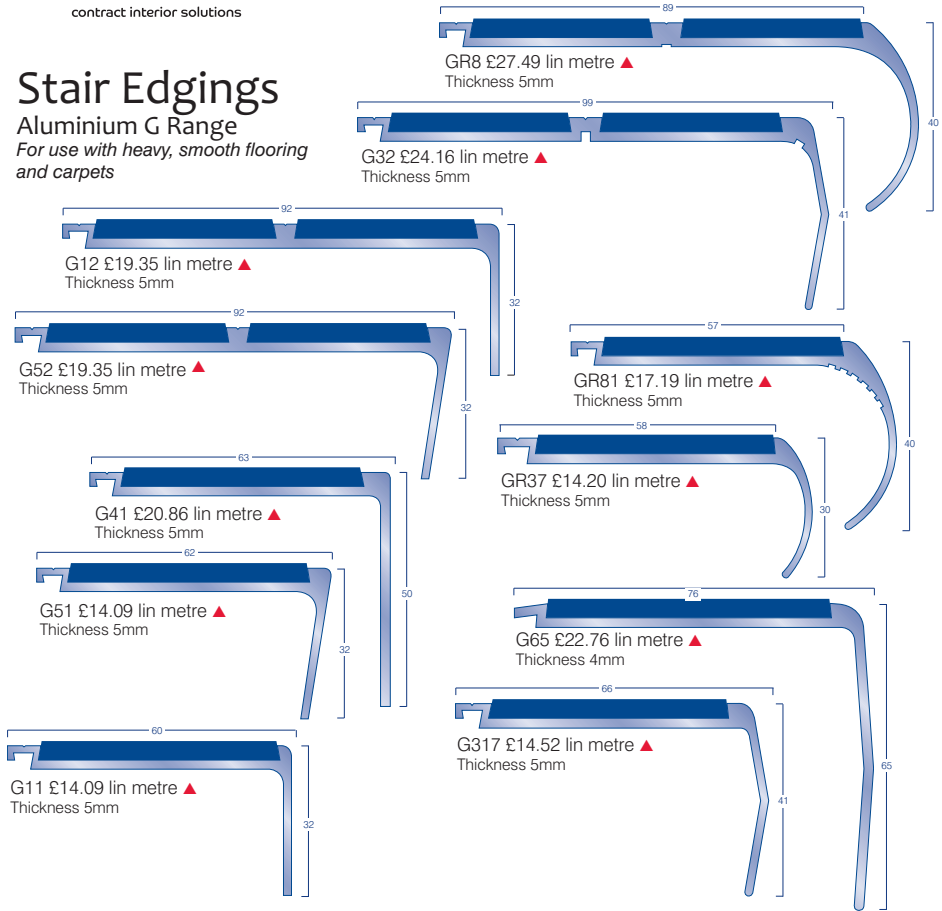 contract interior solutions
Stair Edgings
Aluminium G Range
For use with heavy, smooth flooring
and carpets
89
40
GR8 £27.49 lin metre ▲
Thickness 5mm
99
41
G32 £24.16 lin metre ▲
Thickness 5mm
92
32
G12 £19.35 lin metre ▲
Thickness 5mm
92
32
G52 £19.35 lin metre ▲
Thickness 5mm
57
40
GR81 £17.19 lin metre ▲
Thickness 5mm
58
30
GR37 £14.20 lin metre ▲
Thickness 5mm
63
50
G41 £20.86 lin metre ▲
Thickness 5mm
62
32
G51 £14.09 lin metre ▲
Thickness 5mm
76
65
G65 £22.76 lin metre ▲
Thickness 4mm
66
41
G317 £14.52 lin metre ▲
Thickness 5mm
60
32
G11 £14.09 lin metre ▲
Thickness 5mm